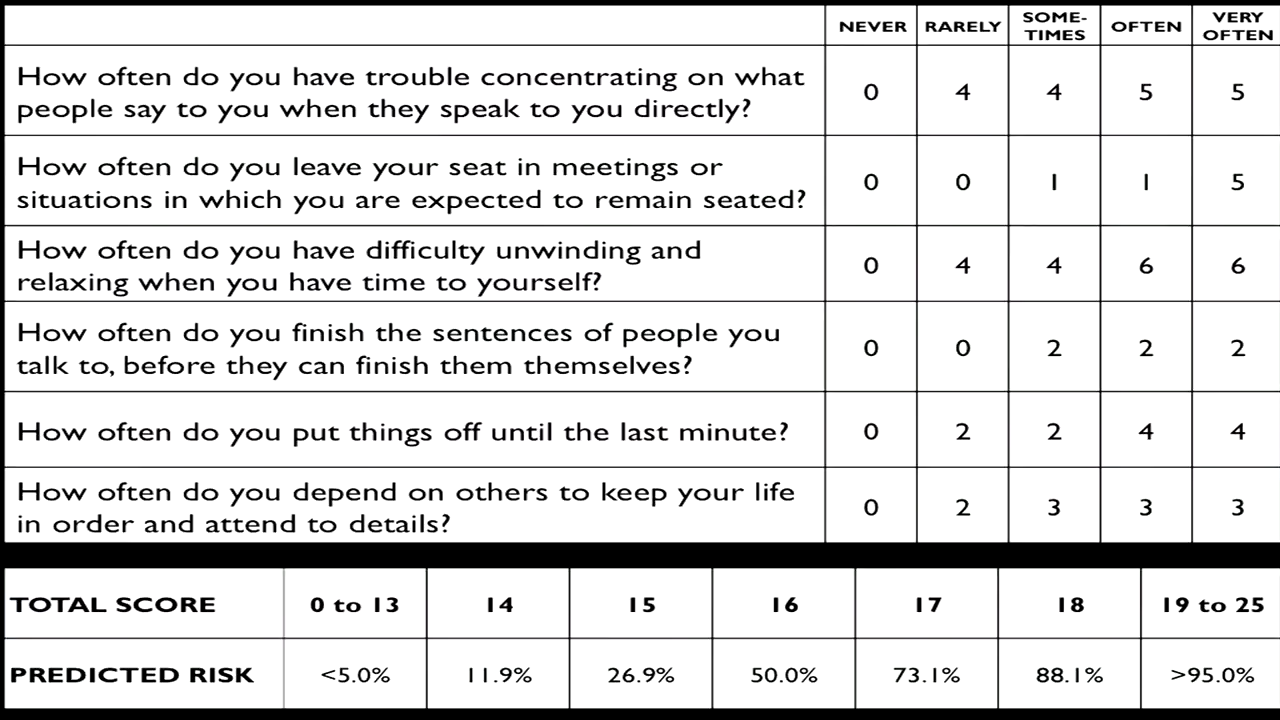 NEVER RARELY SOME-TIMES OFTEN VERY OFTEN
How often do you have trouble concentrating on what
people say to you when they speak to you directly? 0 4 4 5 5
How often do you leave your seat in meetings or
situations in which you are expected to remain seated? 0 0 1 1 5
How often do you have difficulty unwinding and
relaxing when you have time to yourself? 0 4 4 6 6
How often do you finish the sentences of people you
talk to, before they can finish them themselves? 0 0 2 2 2
How often do you put things off until the last minute? 0 2 2 4 4
How often do you depend on others to keep your life
in order and attend to details? 0 2 3 3 3
TOTAL SCORE 0 to 13 14 15 16 17 18 19 to 25
PREDICTED RISK <5.0% 11.9% 26.9% 50.0% 73.1% 88.1% >95.0%